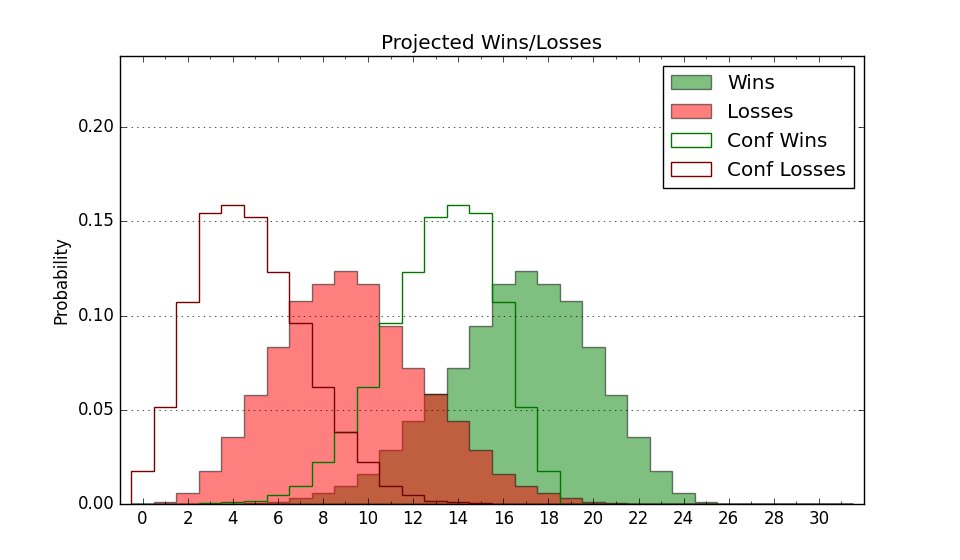 Projected Wins/Losses
Wins
Losses
Conf Wins
Conf Losses
Probability
0.20
0.15
0.10
0.05
0.00
0 2 4 6 8 10 12 14 16 18 20 22 24 26 28 30